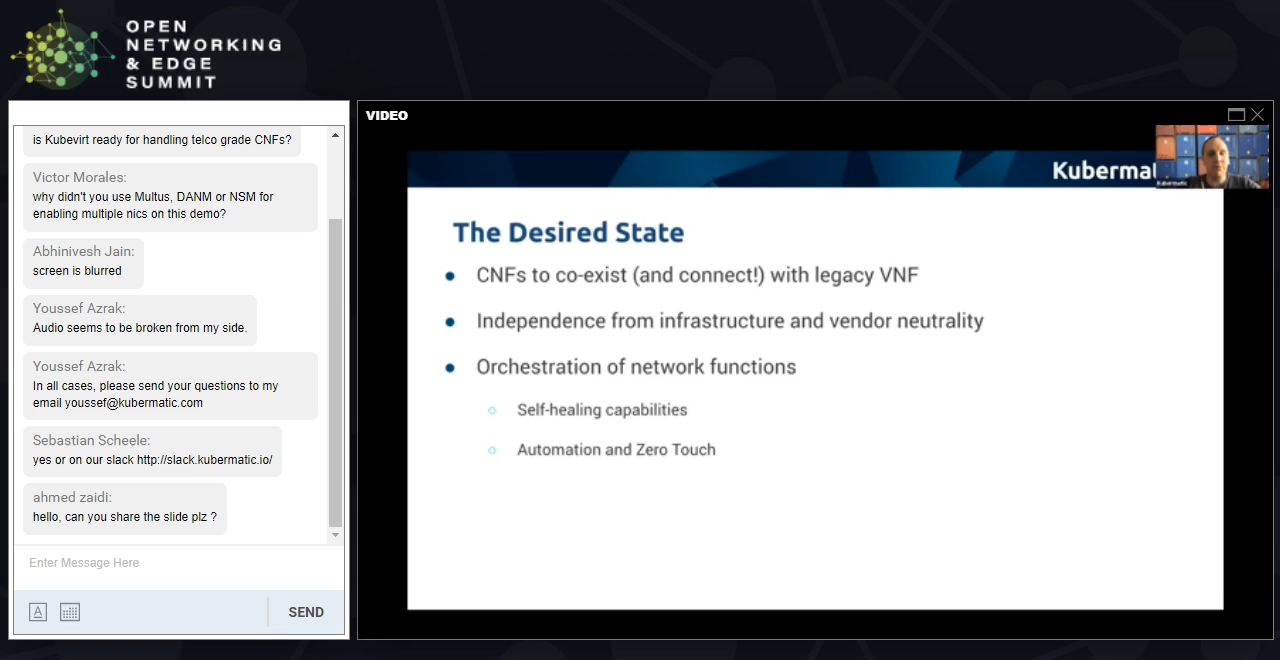 OPEN
NETWORKING
& EDGE
SUMMIT
is Kubevirt ready for handling telco grade CNFs?
Victor Morales:
why didn't you use Multus, DANM or NSM for
enabling multiple nics on this demo?
Abhinivesh Jain:
screen is blurred
Youssef Azrak:
Audio seems to be broken from my side.
Youssef Azrak:
In all cases, please send your questions to my
email youssef@kubermatic.com
Sebastian Scheele:
yes or on our slack http://slack.kubermatic.io/
ahmed zaidi:
hello, can you share the slide plz ?
Enter Message Here
A
SEND
VIDEO
Kubermat
Kubermatic
The Desired State
CNFs to co-exist (and connect!) with legacy VNF
Independence from infrastructure and vendor neutrality
Orchestration of network functions
Self-healing capabilities
Automation and Zero Touch